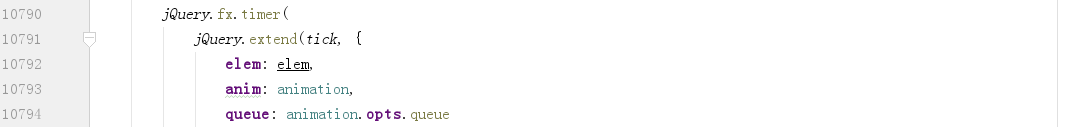 10790 jQuery.fx.timer(
10791 jQuery.extend(tick, {
10792 elem: elem,
10793 anim: animation,
10794 queue: animation.opts.queue